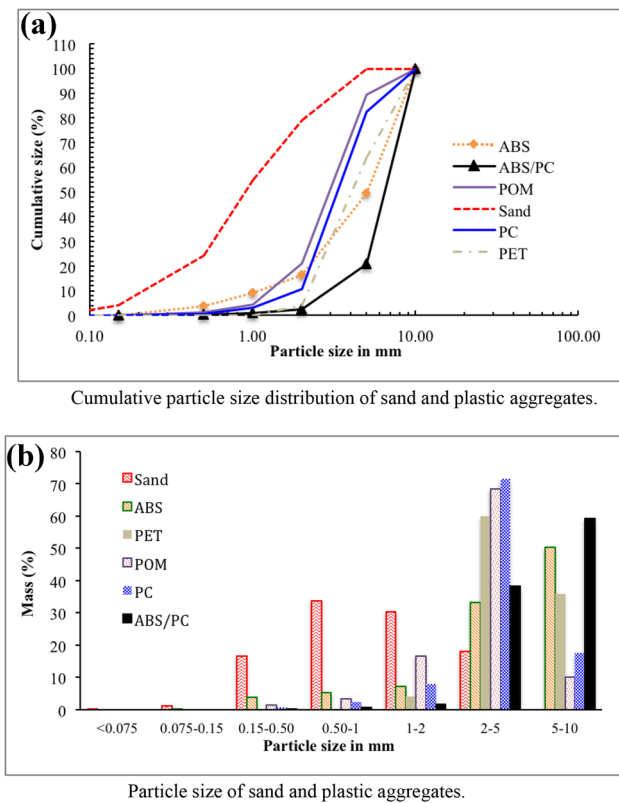 (a)
110
100
90
80
70
60
50
40
30
20
10
0
Cumulative size (%)
ABS
ABS/PC
POM
Sand
PC
PET
0.10 1.00 10.00 100.00
Particle size in mm
Cumulative particle size distribution of sand and plastic aggregates.
(b)
80
70
60
50
40
30
20
10
0
Mass (%)
Sand
ABS
PET
POM
PC
ABS/PC
<0.075 0.075-0.15 0.15-0.50 0.50-1 1-2 2-5 5-10
Particle size in mm
Particle size of sand and plastic aggregates.